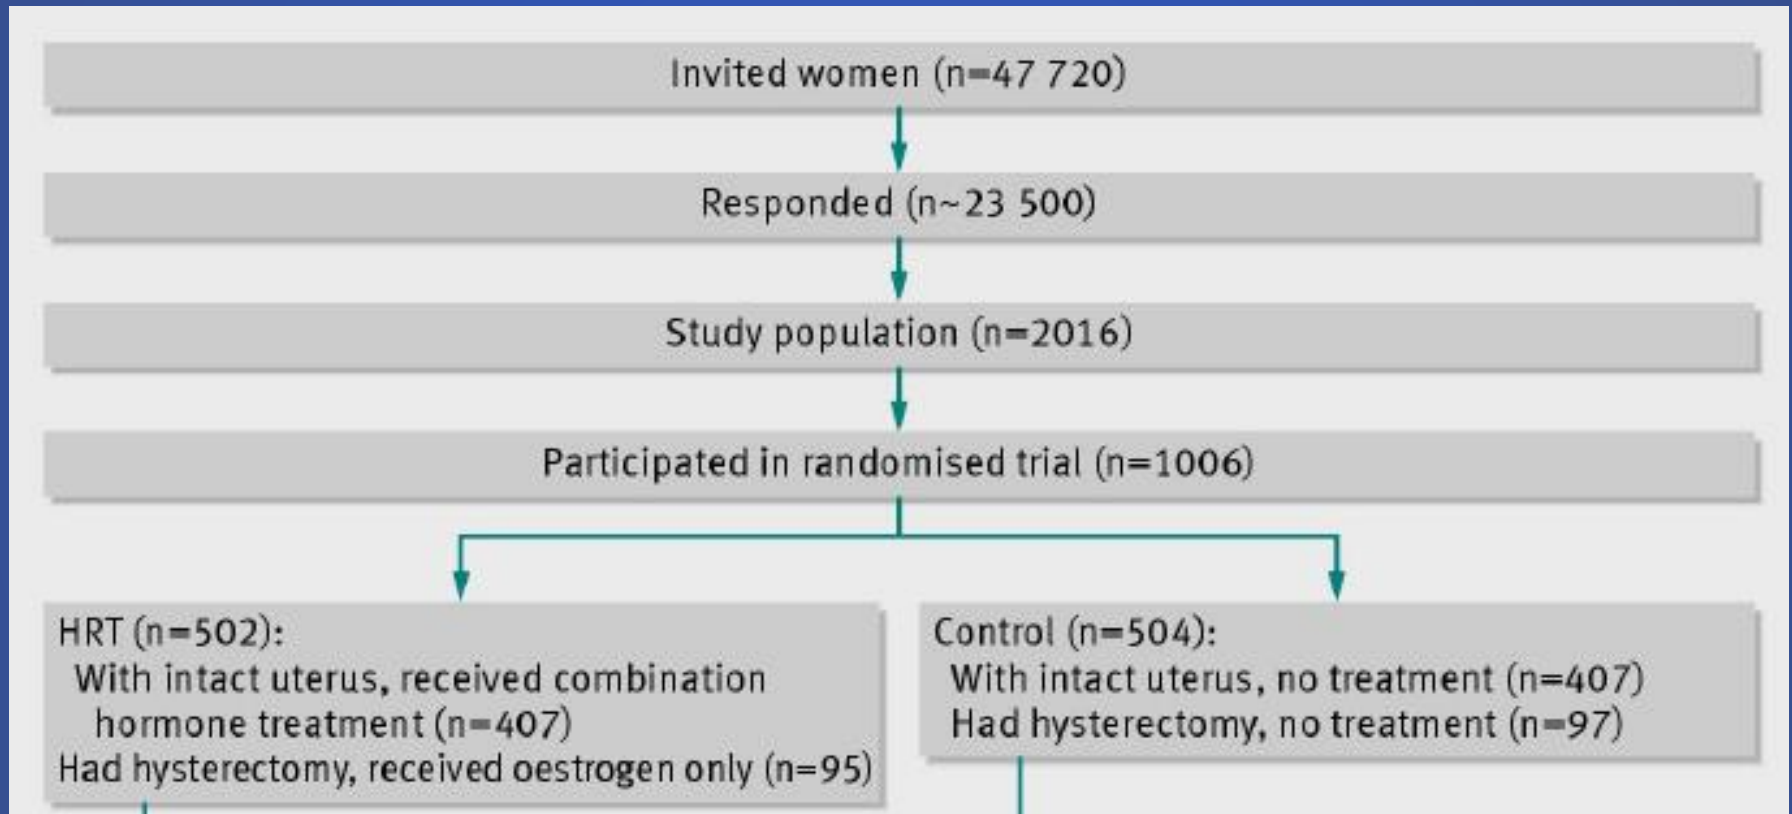 Invited women (n=47 720)
Responded (n~23 500)
Study population (n=2016)
Participated in randomised trial (n=1006)
HRT (n=502):
With intact uterus, received combination
hormone treatment (n=407)
Had hysterectomy, received oestrogen only (n=95)
Control (n=504):
With intact uterus, no treatment (n=407)
Had hysterectomy, no treatment (n=97)